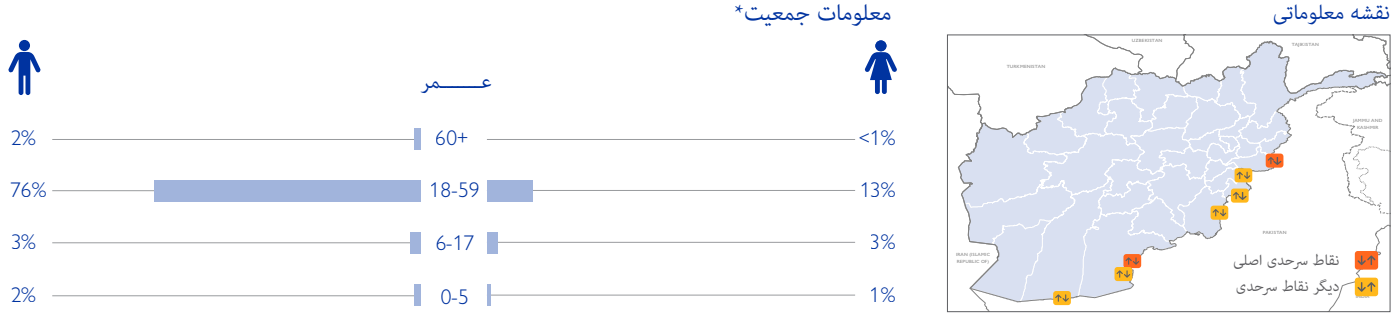 نقشه معلوماتی
معلومات جمعیت*
عــــــمر
2% 60+ <1%
76% 18-59 13%
3% 6-17 3%
2% 0-5 1%
UZBEKISTAN
TAJIKISTAN
TURKMENISTAN
JAMMU AND
KASHMIR
PAKISTAN
IRAN (ISLAMIC
REPUBLIC OF)
نقاط سرحدی اصلی
دیگر نقاط سرحدی